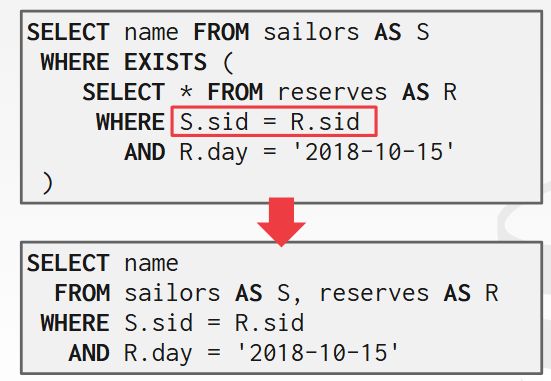 SELECT name FROM sailors AS S
WHERE EXISTS (
SELECT * FROM reserves AS R
WHERE S.sid = R.sid
AND R.day = '2018-10-15'
)
SELECT name
FROM sailors AS S, reserves AS R
WHERE S.sid = R.sid
AND R.day = '2018-10-15'